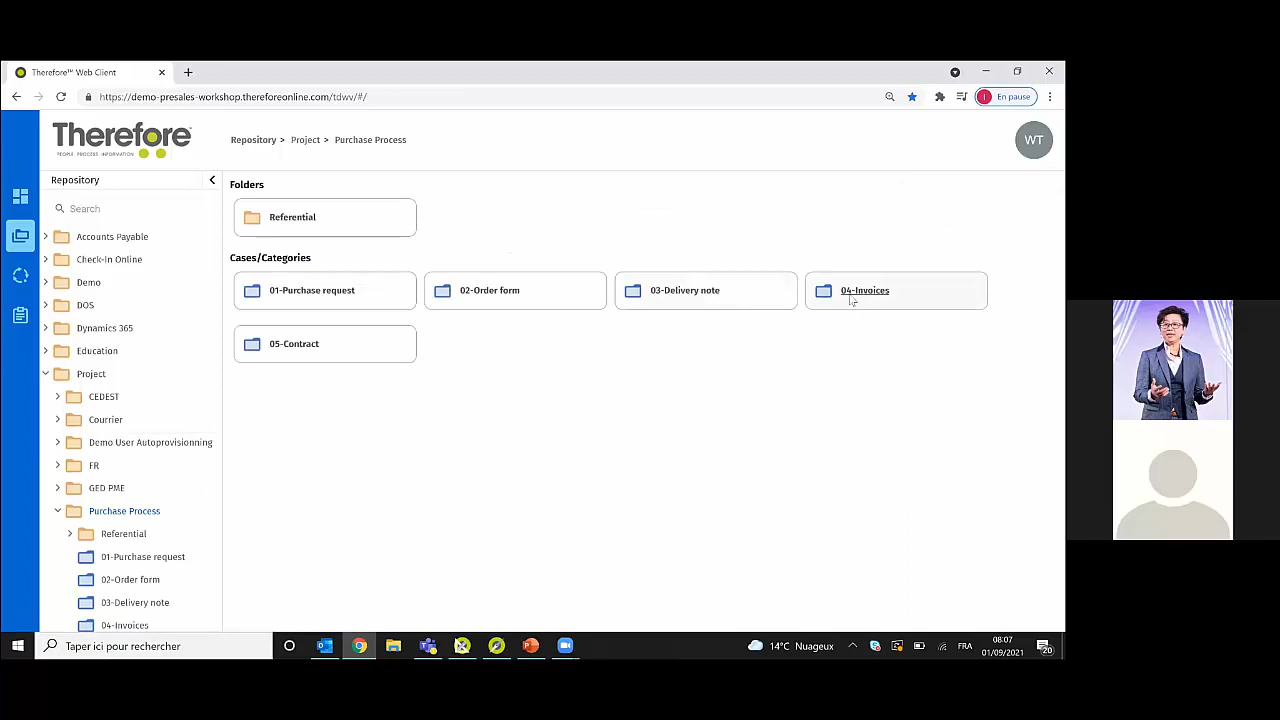 Therefore™ Web Client
https://demo-presales-workshop.thereforeonline.com/tdwv/#/
En pause
Therefore
PEOPLE PROCESS INFORMATION
Repository > Project > Purchase Process
WT
Repository
Search
Accounts Payable
Check-In Online
Demo
DOS
Dynamics 365
Education
Project
CEDEST
Courrier
Demo User Autoprovisionning
FR
GED PME
Purchase Process
Referential
01-Purchase request
02-Order form
03-Delivery note
04-Invoices
Folders
Referential
Cases/Categories
01-Purchase request
02-Order form
03-Delivery note
04-Invoices
05-Contract
Taper ici pour rechercher
14°C Nuageux
FRA
08:07
01/09/2021
20